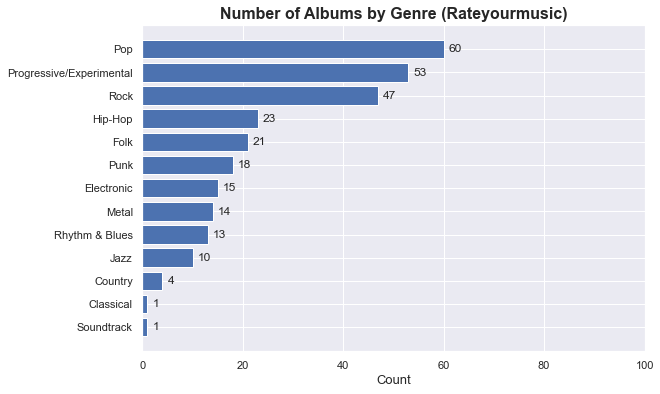 Number of Albums by Genre (Rateyourmusic)
Pop 60
Progressive/Experimental 53
Rock 47
Hip-Hop 23
Folk 21
Punk 18
Electronic 15
Metal 14
Rhythm & Blues 13
Jazz 10
Country 4
Classical 1
Soundtrack 1
0 20 40 60 80 100
Count